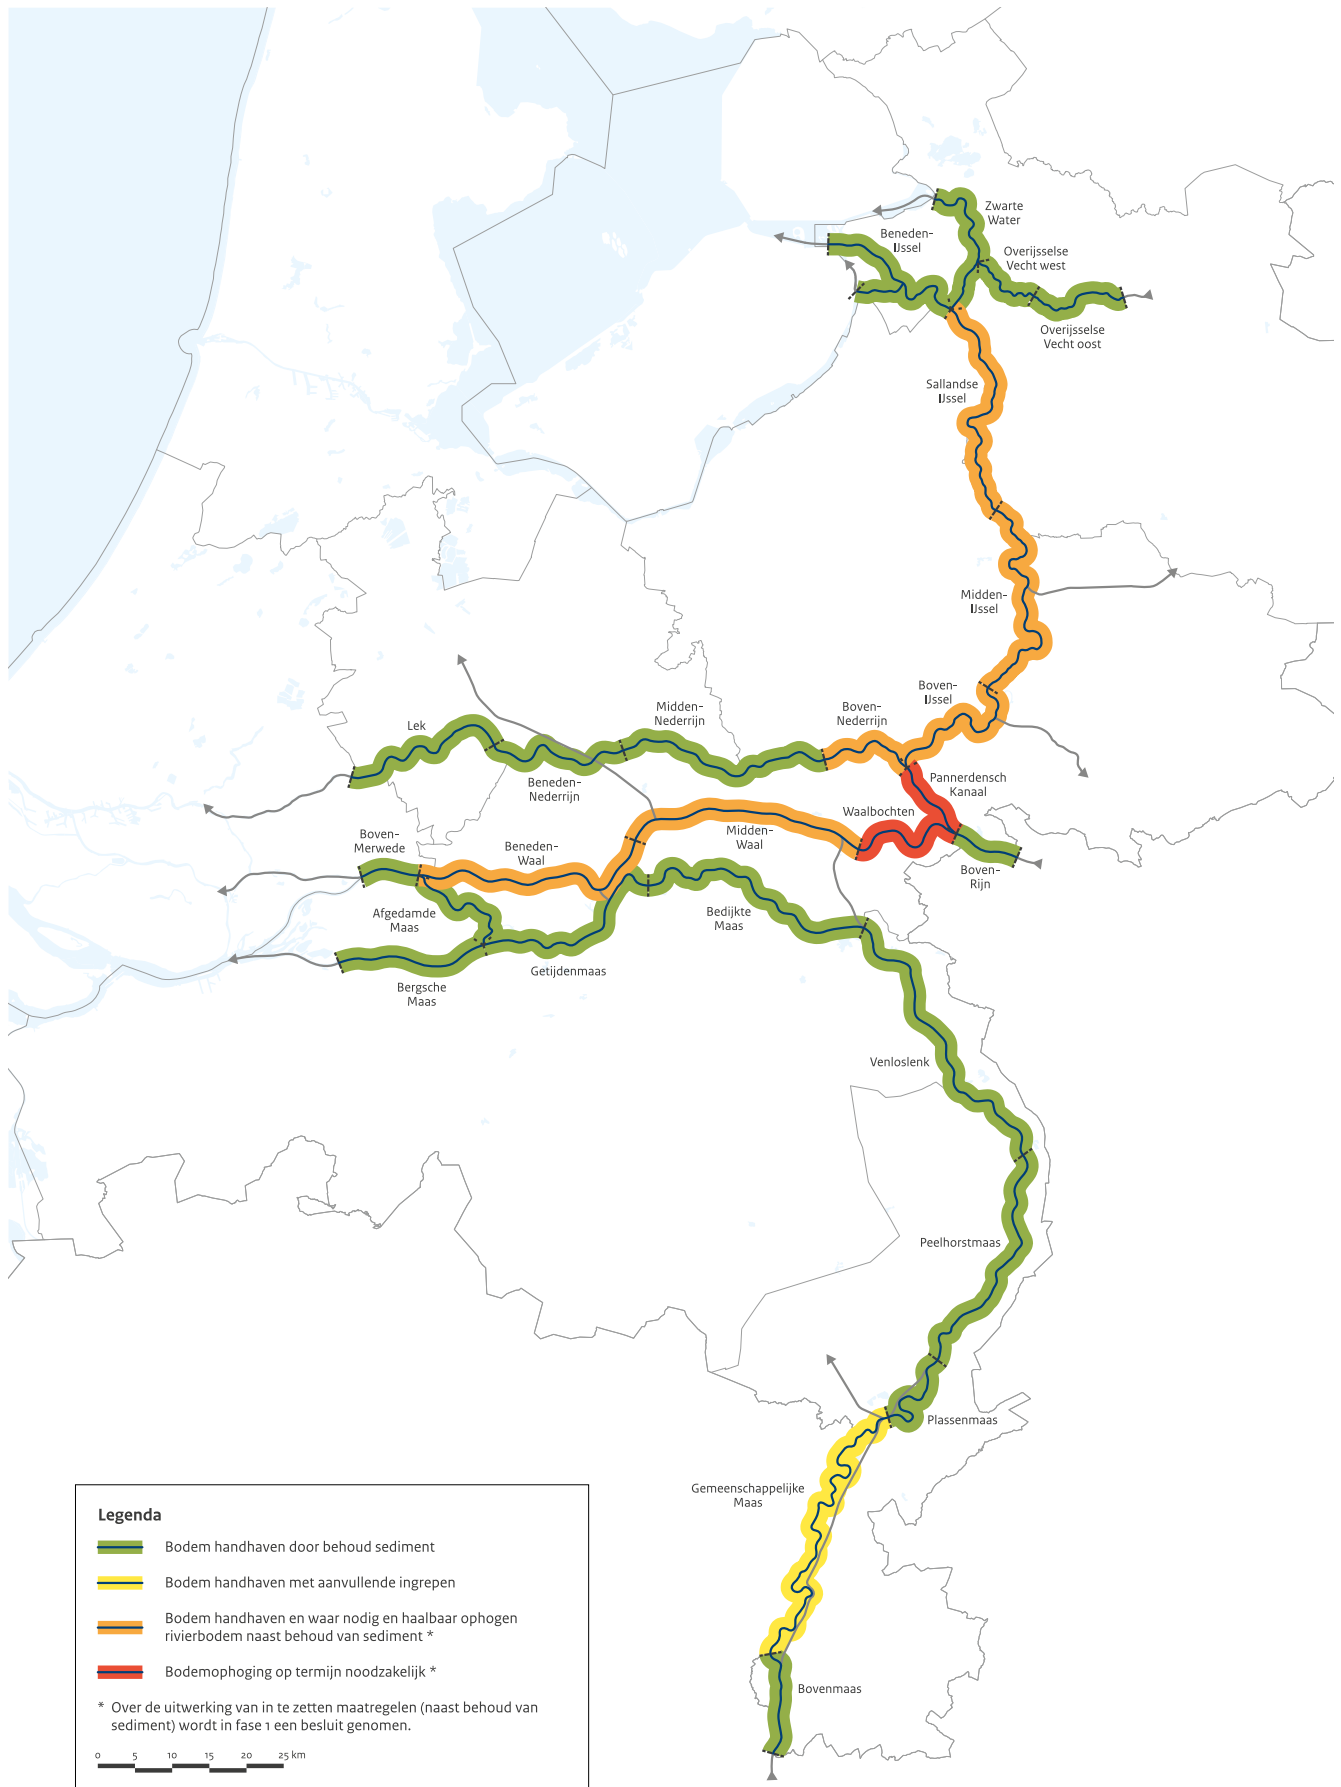 Zwarte
Water
Beneden-
IJssel
Overijsselse
Vecht west
Overijsselse
Vecht oost
Sallandse
IJssel
Midden-
IJssel
Boven-
IJssel
Midden-
Nederrijn
Boven-
Nederrijn
Lek
Beneden-
Nederrijn
Pannerdensch
Kanaal
Waalbochten
Boven-
Merwede
Beneden-
Waal
Midden-
Waal
Boven-
Rijn
Afgedamde
Maas
Bedijkte
Maas
Getijdenmaas
Bergsche
Maas
Venloslenk
Peelhorstmaas
Plassenmaas
Gemeenschappelijke
Maas
Bovenmaas
Legenda
Bodem handhaven door behoud sediment
Bodem handhaven met aanvullende ingrepen
Bodem handhaven en waar nodig en haalbaar ophogen
rivierbodem naast behoud van sediment *
Bodemophoging op termijn noodzakelijk *
* Over de uitwerking van in te zetten maatregelen (naast behoud van
sediment) wordt in fase 1 een besluit genomen.
0 5 10 15 20 25 km